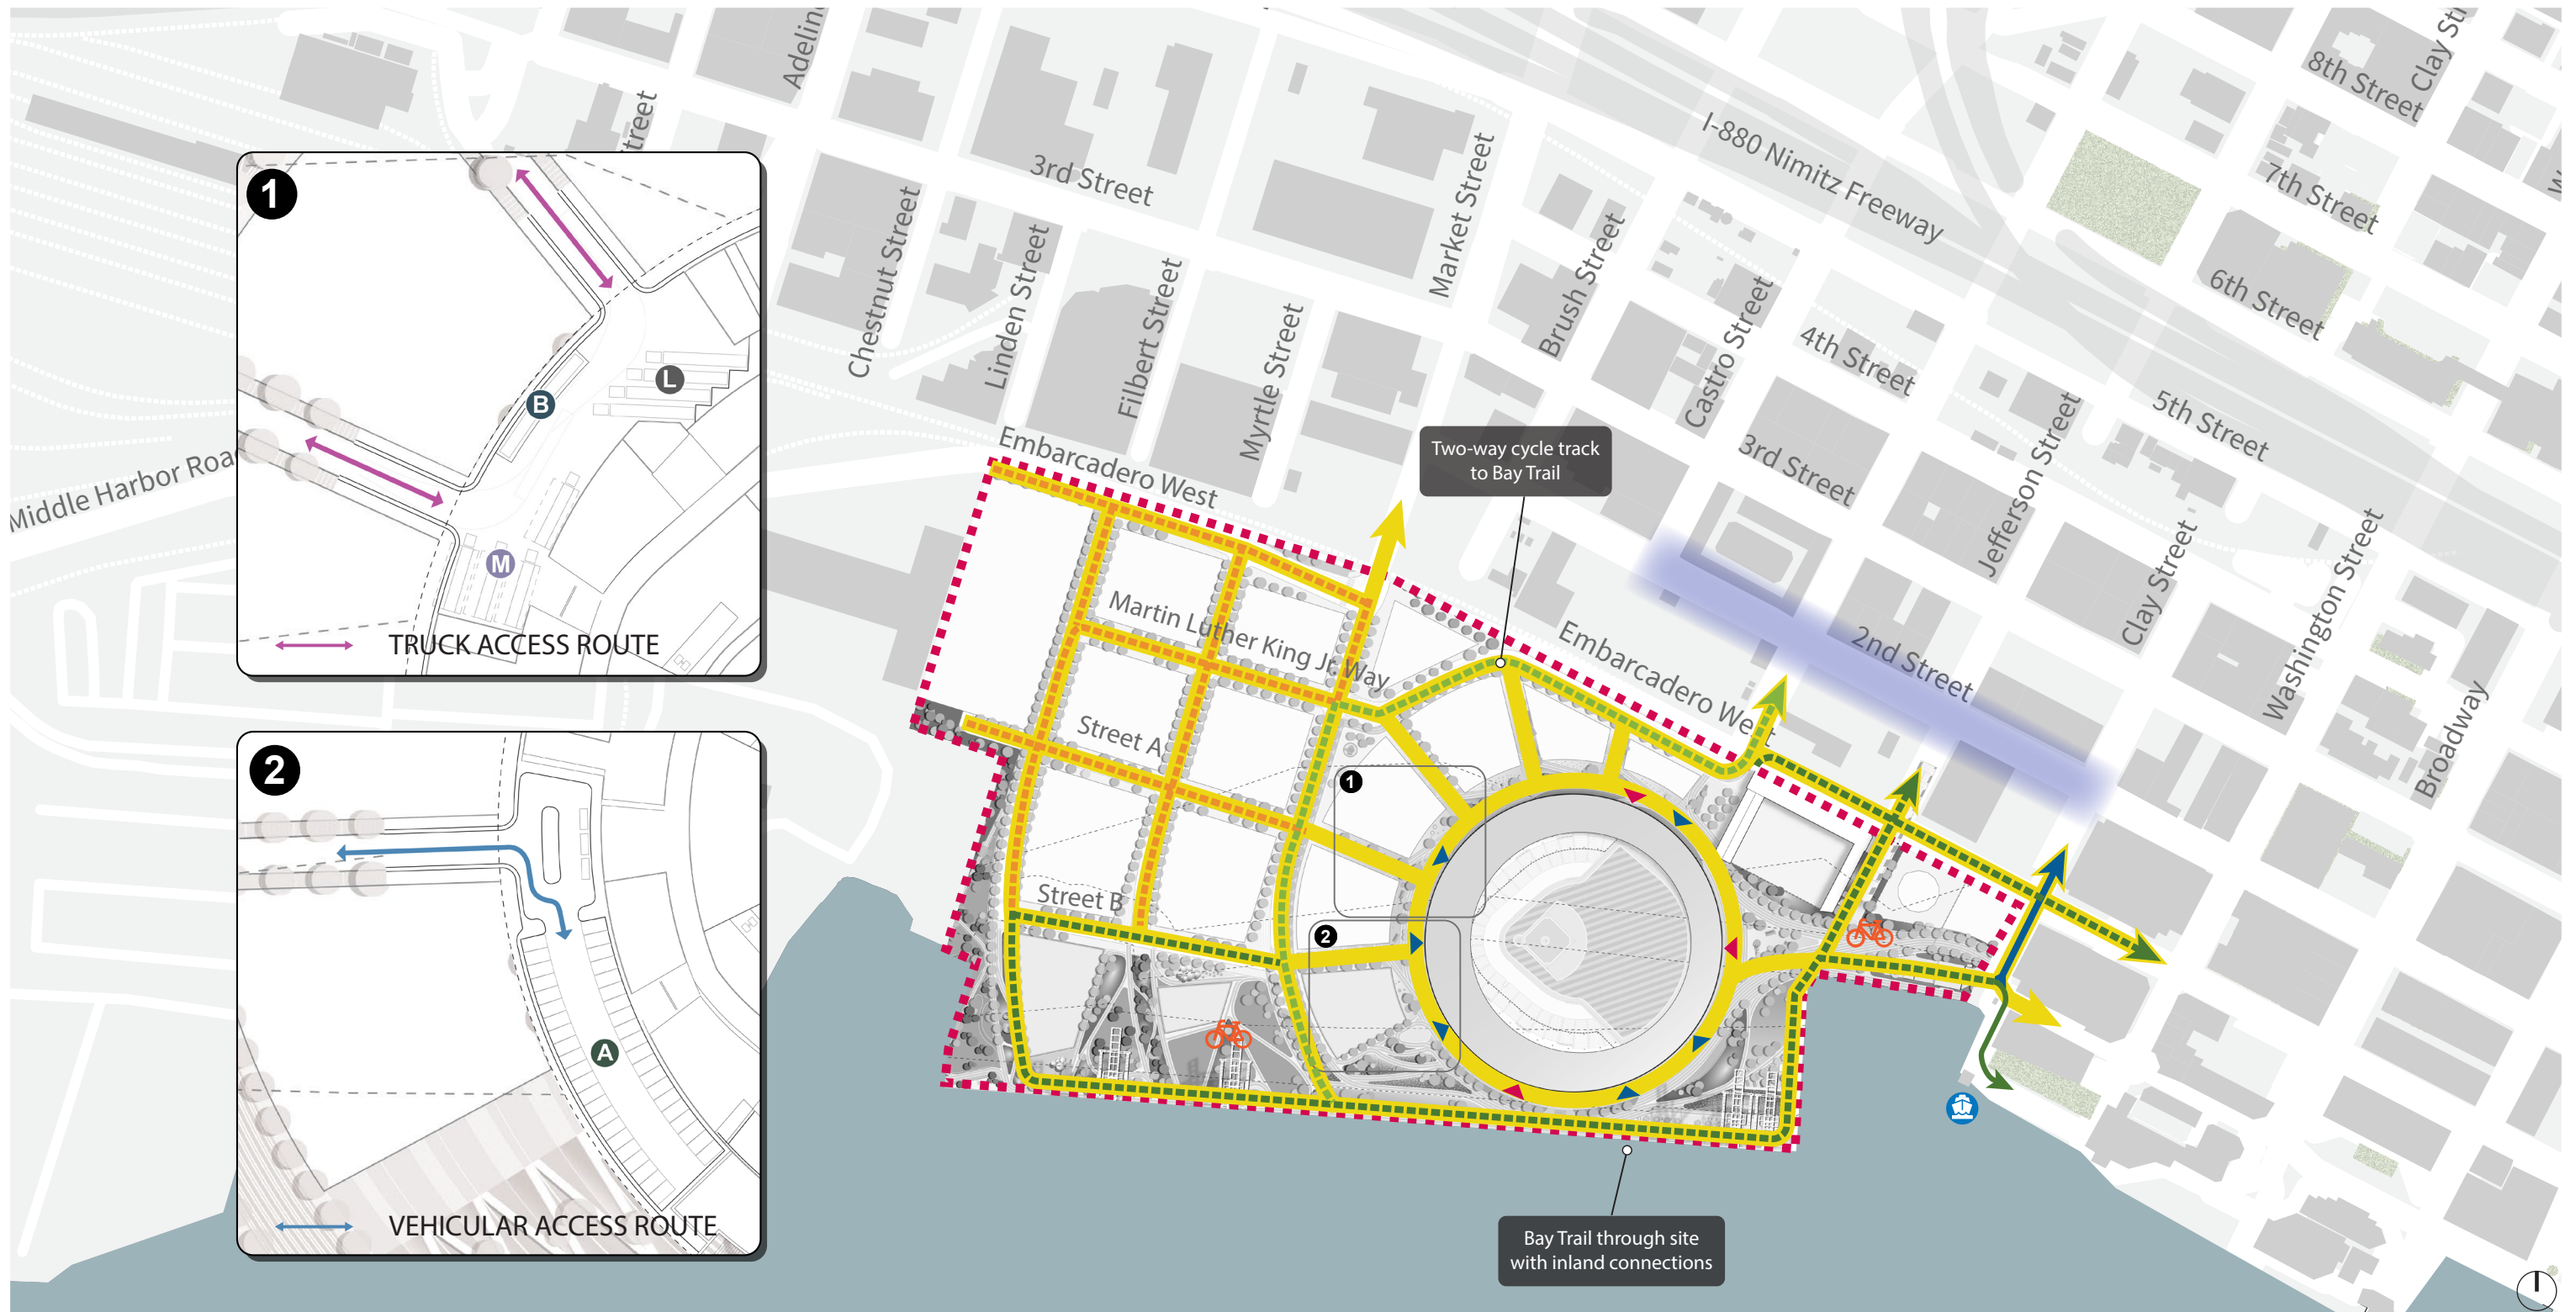 Adelin
Clay St
8th Street
7th Street
6th Street
5th Street
I-880 Nimitz Freeway
treet
3rd Street
Market Street
Brush Street
Castro Street
4th Street
3rd Street
Jefferson Street
Clay Street
Washington Street
Broadway
2nd Street
Chestnut Street
Linden Street
Filbert Street
Myrtle Street
Embarcadero West
Embarcadero West
Middle Harbor Roa
Martin Luther King Jr. Way
Street A
Street B
Two-way cycle track
to Bay Trail
1
2
Bay Trail through site
with inland connections
1
L
B
M
TRUCK ACCESS ROUTE
2
A
VEHICULAR ACCESS ROUTE